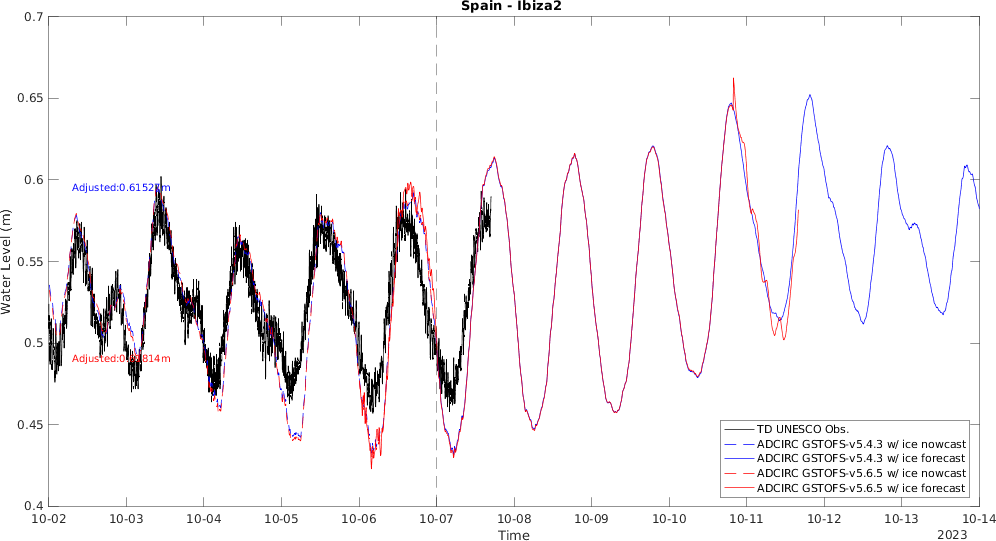 Spain - Ibiza2
0.7
0.65
0.6
0.55
0.5
0.45
0.4
Water Level (m)
Adjusted:0.6152 m
Adjusted: 814m
TD UNESCO Obs.
ADCIRC GSTOFS-v5.4.3 w/ ice nowcast
ADCIRC GSTOFS-v5.4.3 w/ ice forecast
ADCIRC GSTOFS-v5.6.5 w/ ice nowcast
ADCIRC GSTOFS-v5.6.5 w/ ice forecast
10-02 10-03 10-04 10-05 10-06 10-07 10-08 10-09 10-10 10-11 10-12 10-13 10-14
Time
2023